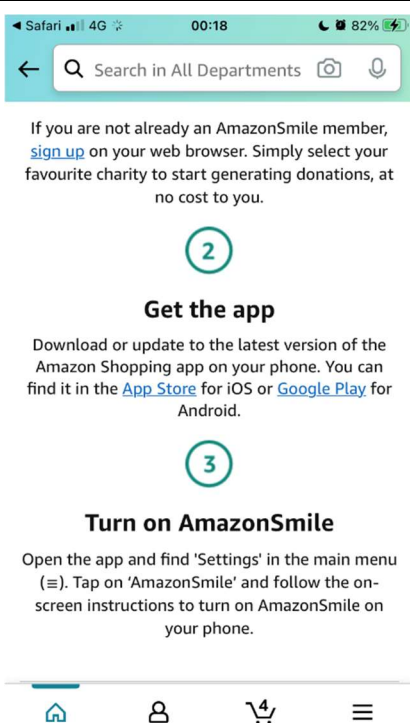 ◄ Safari 4G 00:18 82%
Search in All Departments
If you are not already an AmazonSmile member,
sign up on your web browser. Simply select your
favourite charity to start generating donations, at
no cost to you.
2
Get the app
Download or update to the latest version of the
Amazon Shopping app on your phone. You can
find it in the App Store for iOS or Google Play for
Android.
3
Turn on AmazonSmile
Open the app and find 'Settings' in the main menu
(≡). Tap on ‘AmazonSmile’ and follow the on-
screen instructions to turn on AmazonSmile on
your phone.
4